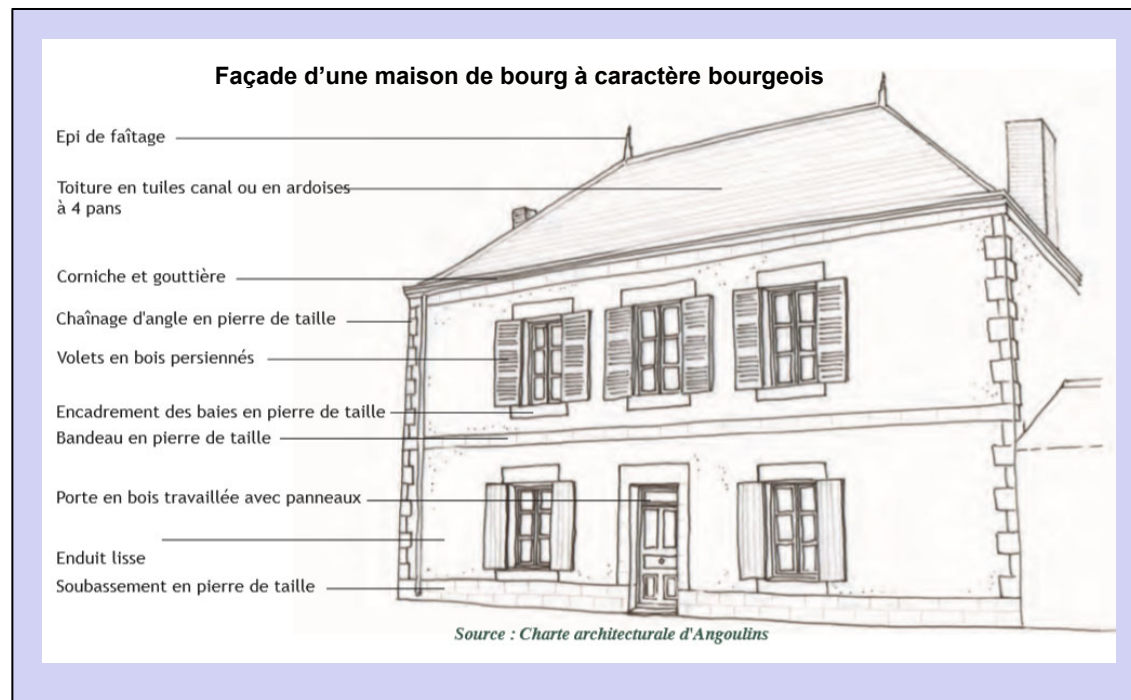 Façade d’une maison de bourg à caractère bourgeois
Epi de faîtage
Toiture en tuiles canal ou en ardoises
à 4 pans
Corniche et gouttière
Chaînage d'angle en pierre de taille
Volets en bois persiennés
Encadrement des baies en pierre de taille
Bandeau en pierre de taille
Porte en bois travaillée avec panneaux
Enduit lisse
Soubassement en pierre de taille
Source : Charte architecturale d'Angoulins